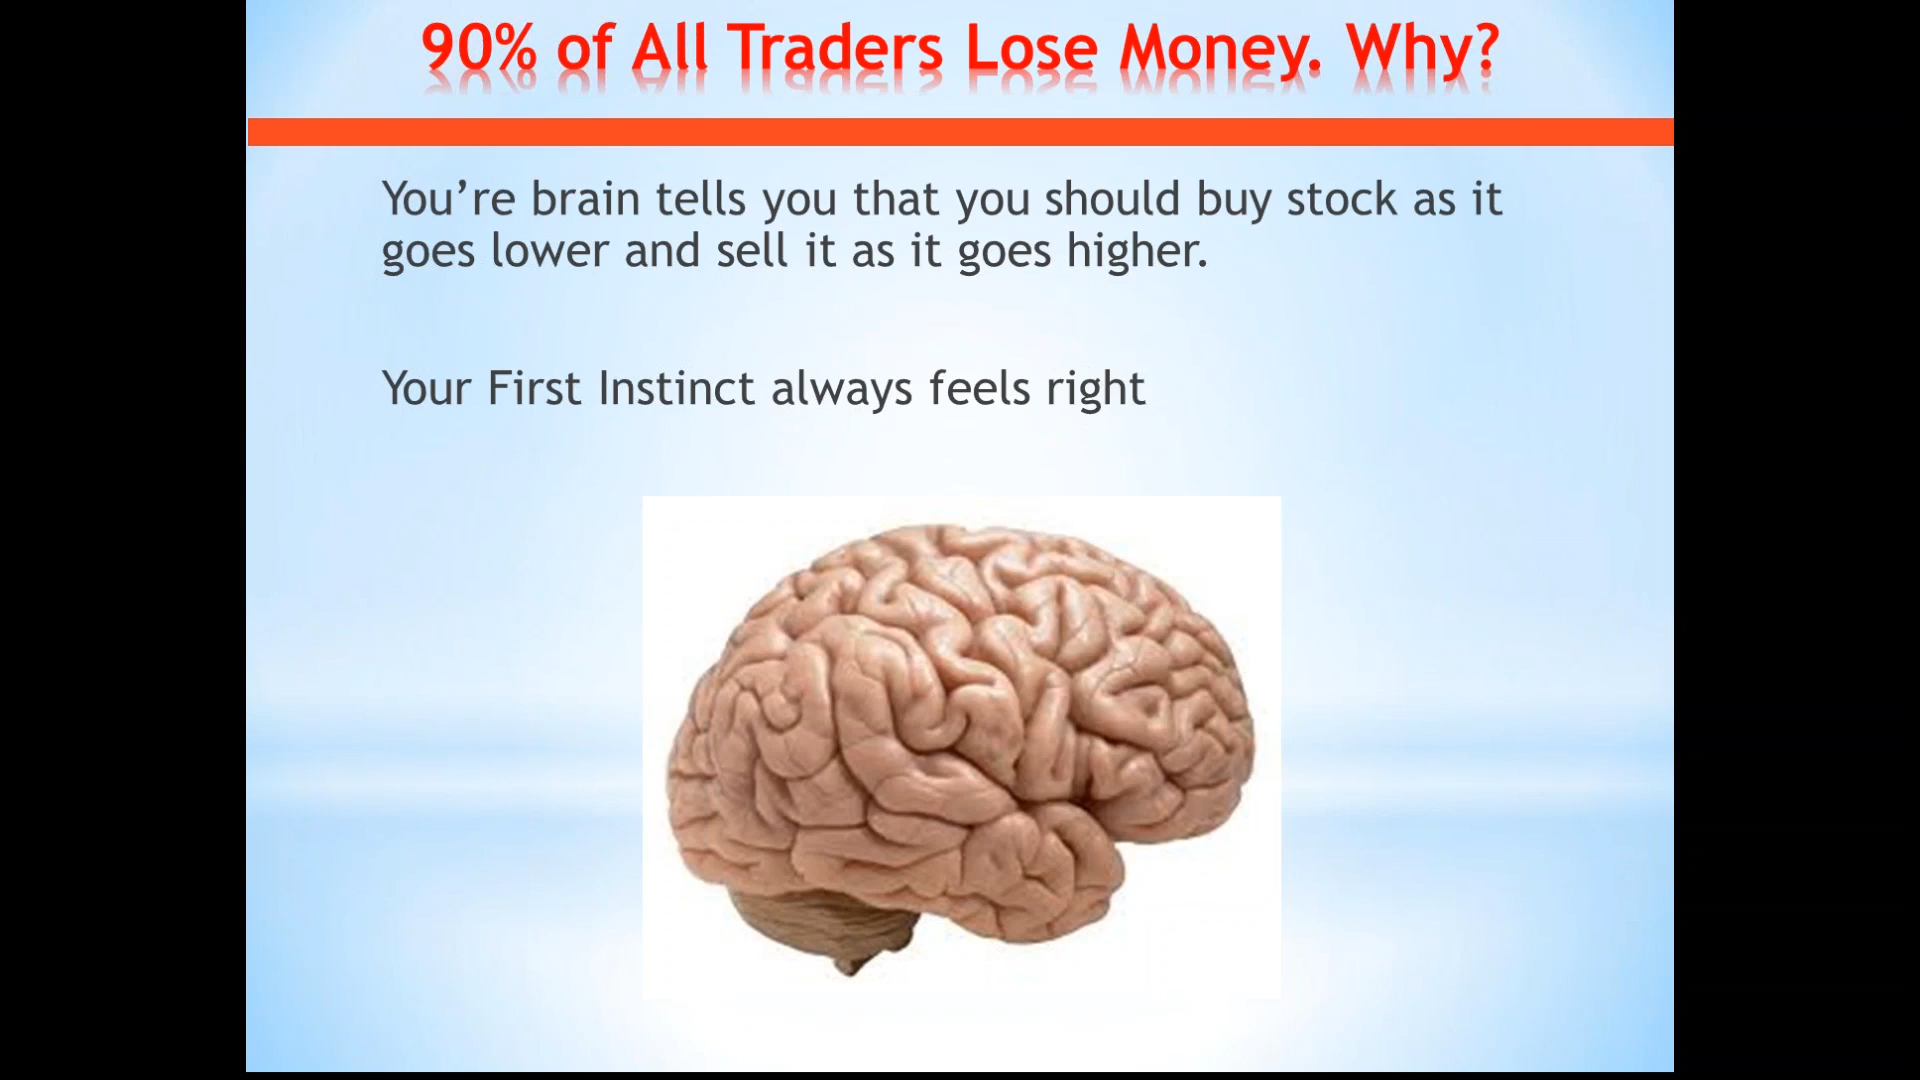 90% of All Traders Lose Money. Why?
You’re brain tells you that you should buy stock as it
goes lower and sell it as it goes higher.
Your First Instinct always feels right